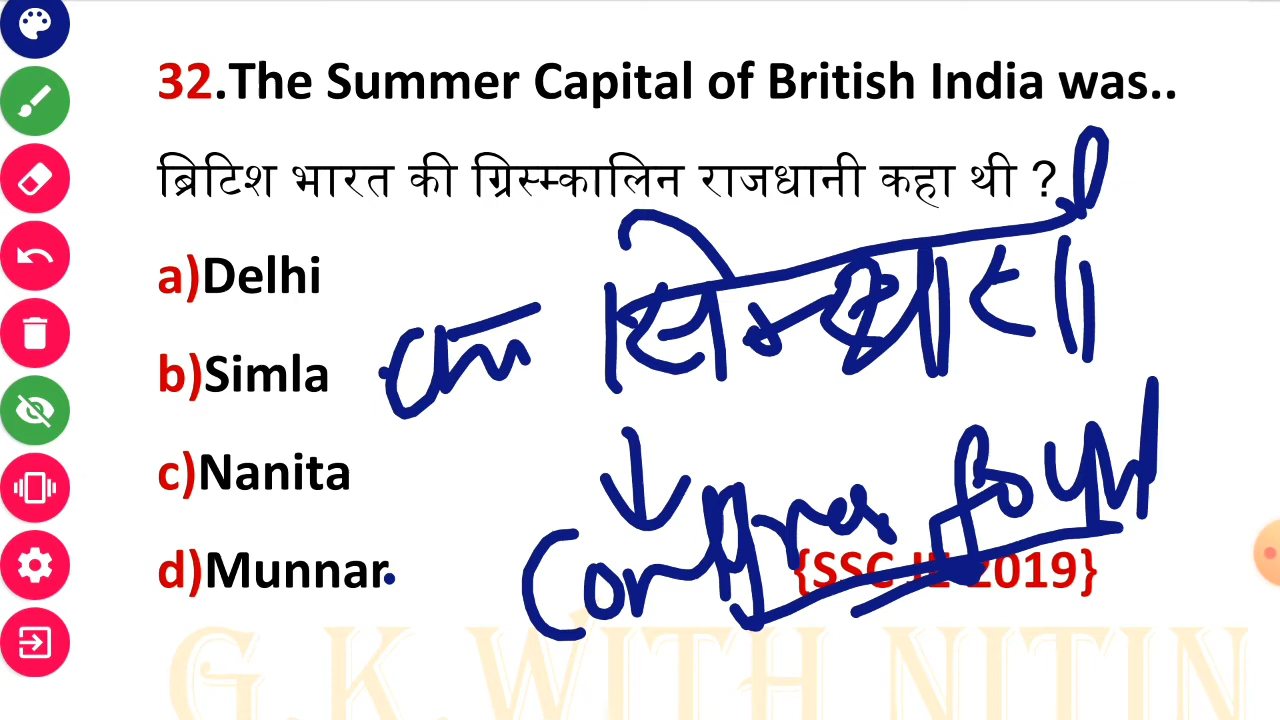 32.The Summer Capital of British India was..
ब्रिटिश भारत की ग्रिस्म्कालिन राजधानी कहा थी ?
a)Delhi
b)Simla
c)Nanita
d)Munnar
{SSC JE 2019}
G.K.WITH NITIN